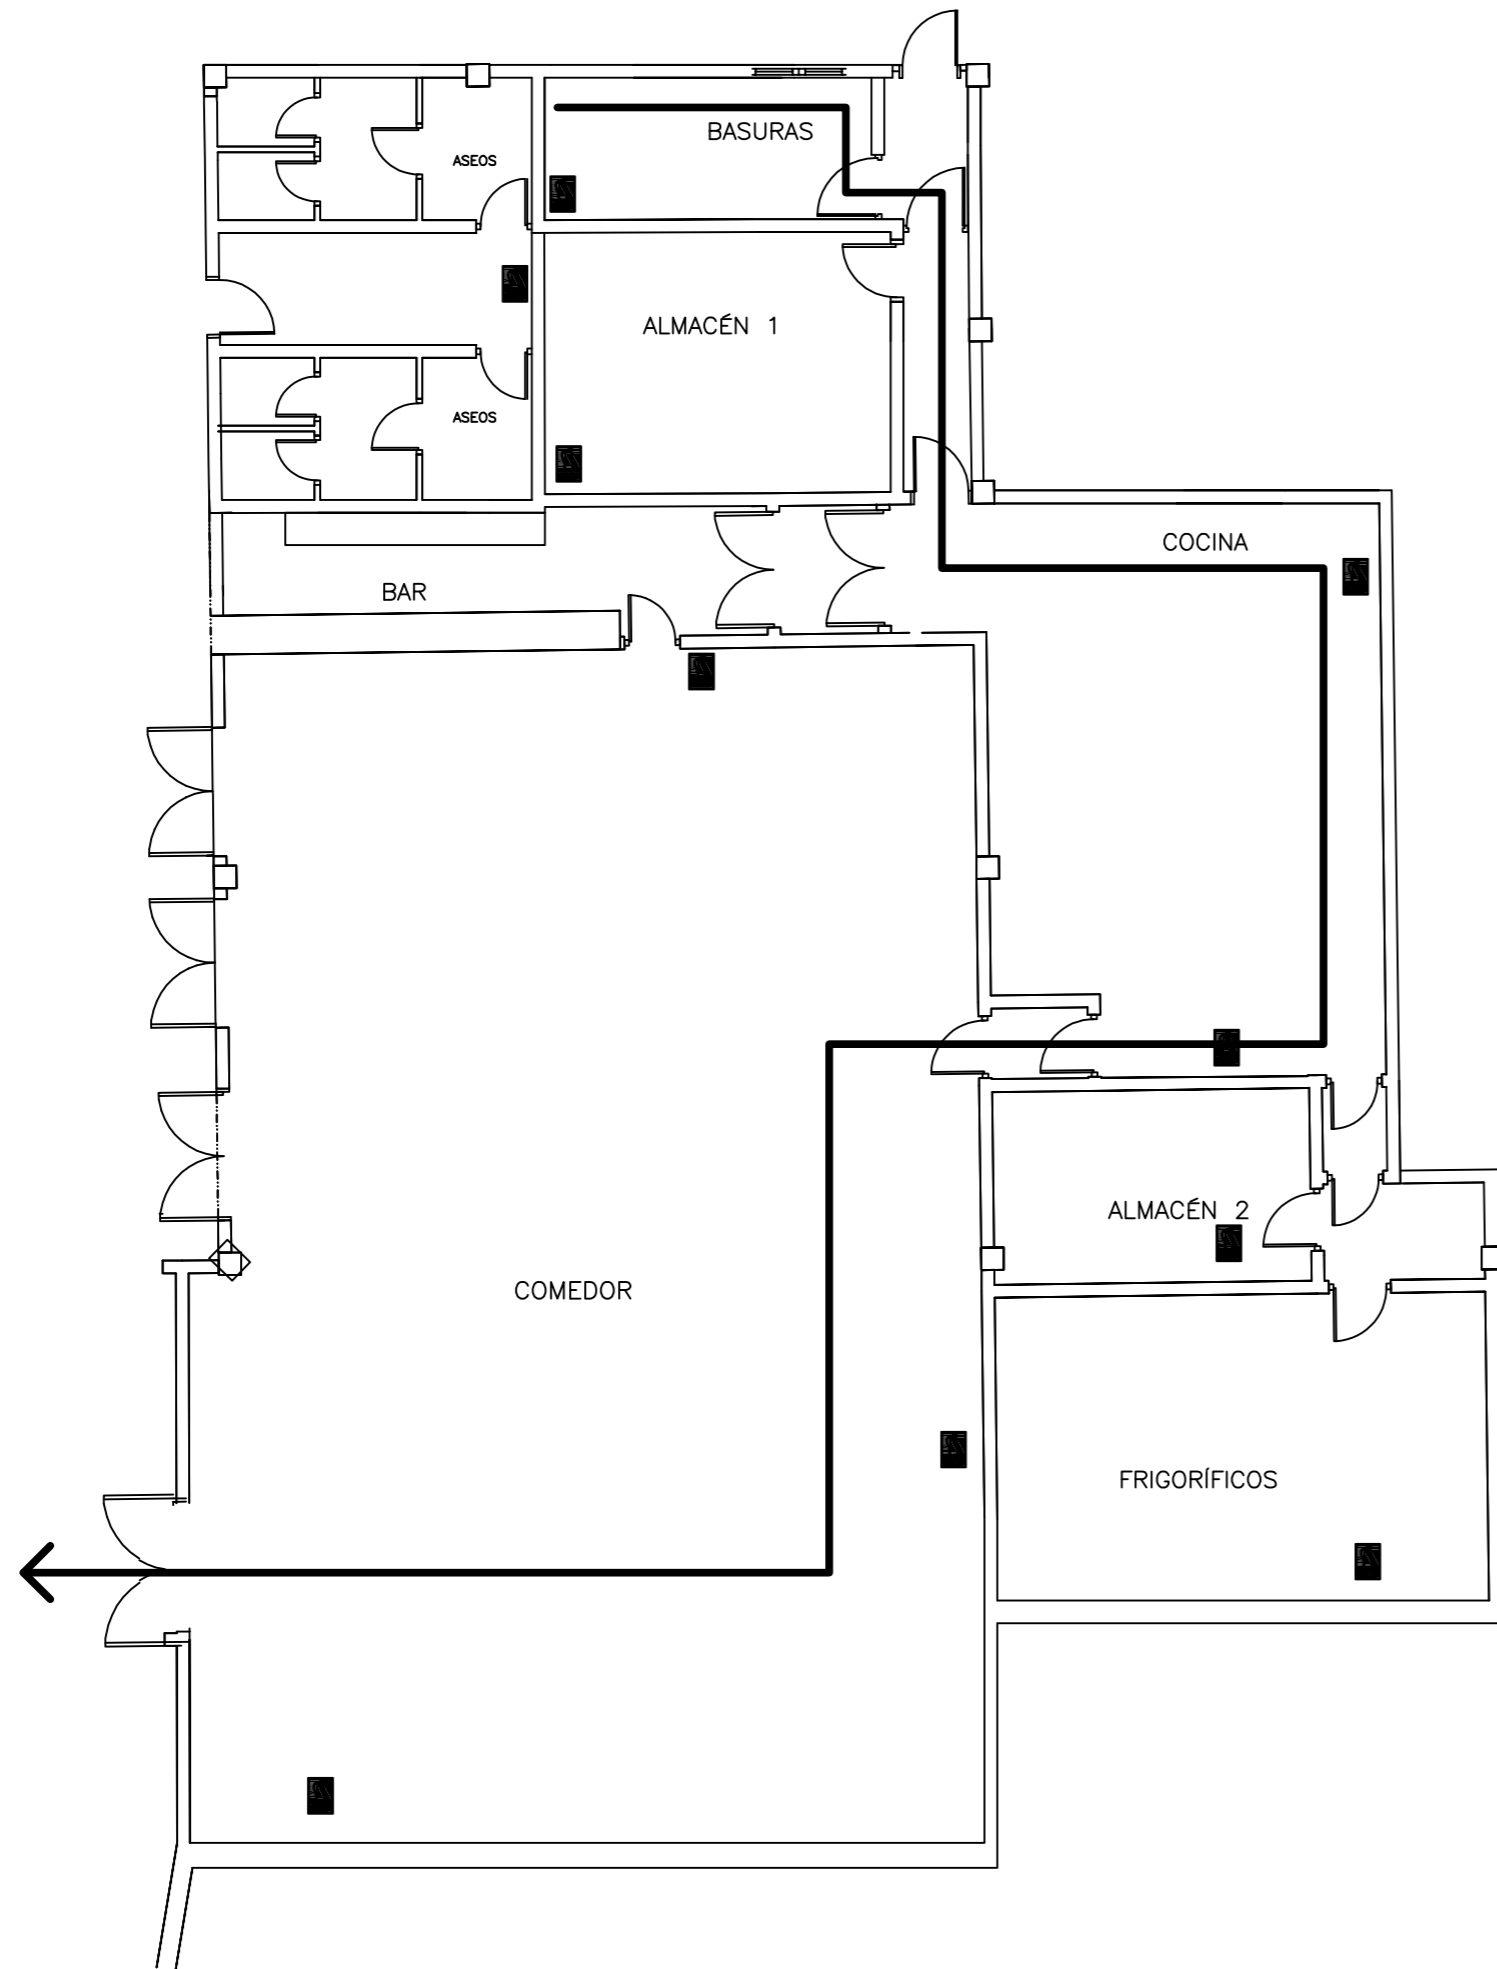 BASURAS
ASEOS
ALMACÉN 1
ASEOS
COCINA
BAR
ALMACÉN 2
COMEDOR
FRIGORÍFICOS